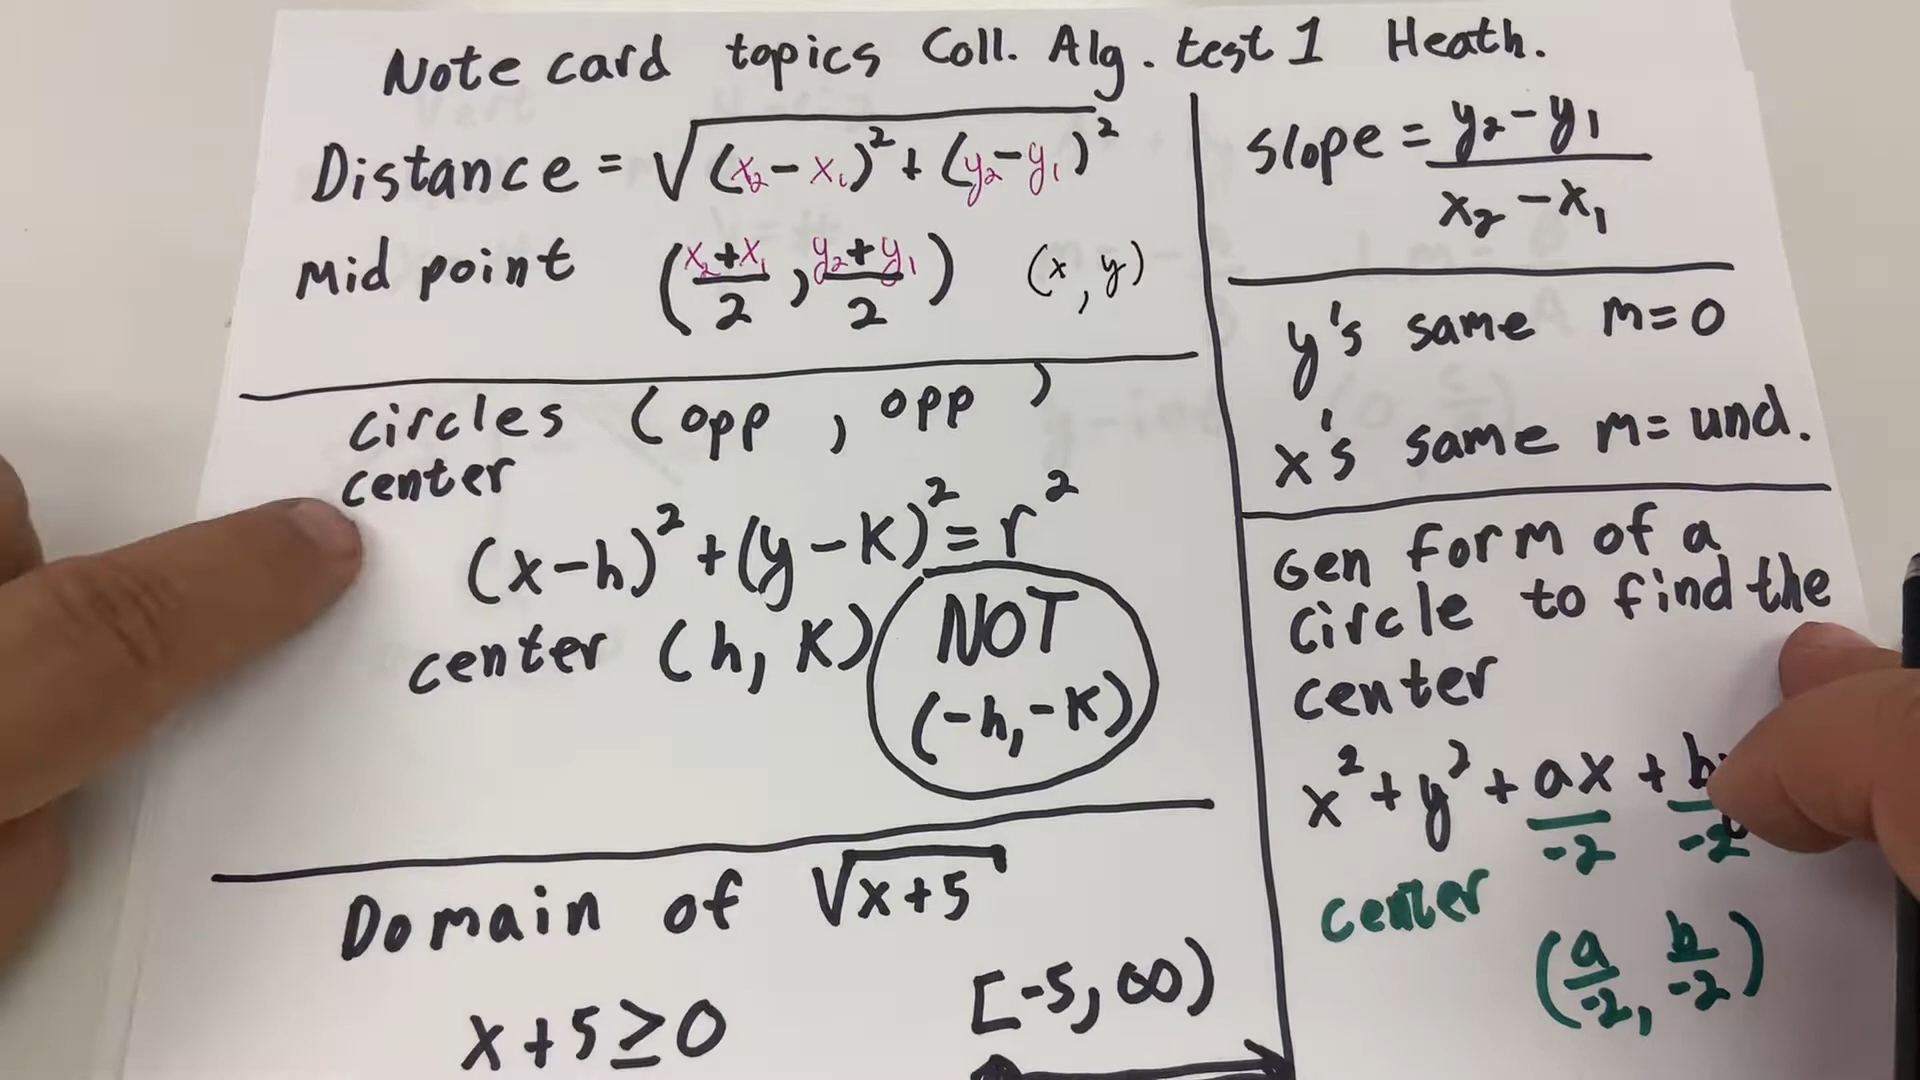 Note card topics Coll. Alg. test 1 Heath.
Distance = √(x₂-x₁)²+(y₂-y₁)²
Mid point (x₂+x₁/2, y₂+y₁/2) (x, y)
circles (opp, opp)
center
(x-h)²+(y-K)²=r²
center (h, K)
NOT
(-h, -K)
Domain of √x+5
[-5, ∞)
x+5≥0
slope = y₂-y₁/x₂-x₁
y's same m=0
x's same m= und.
Gen form of a
circle to find the
center
x²+y²+ax+b
-2 -2
center
(a/-2, b/-2)